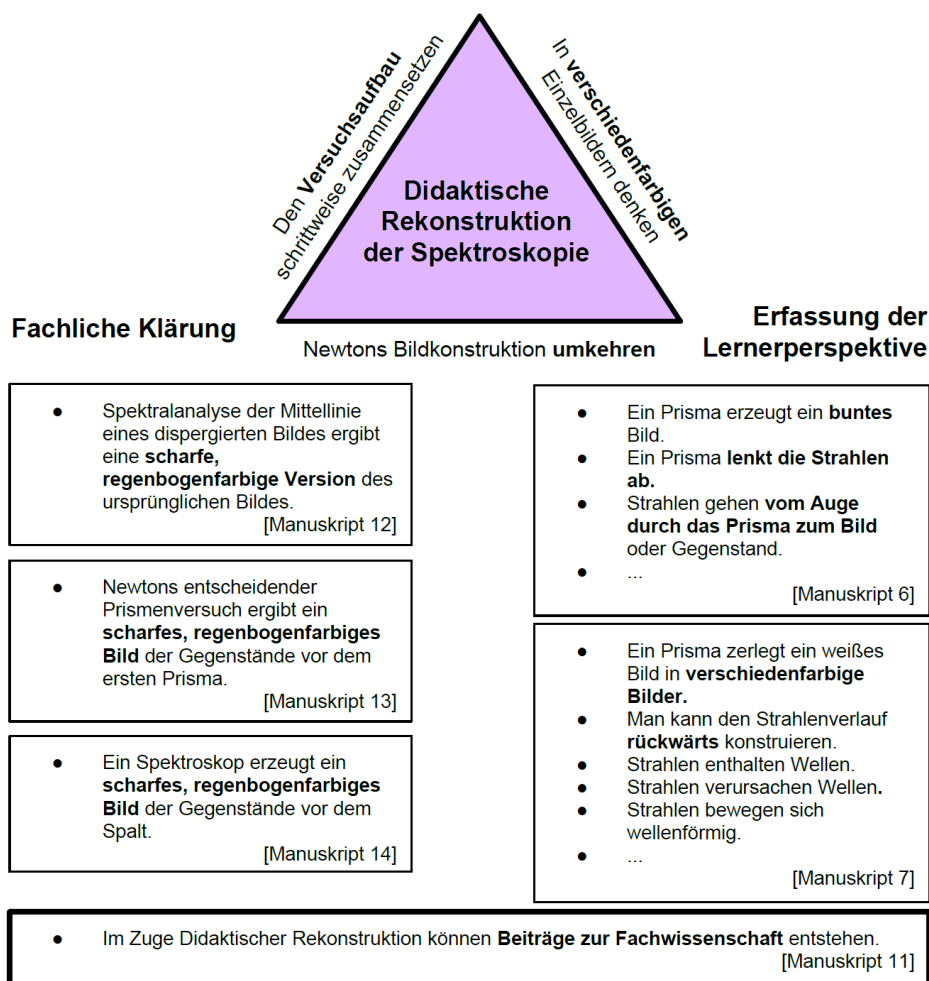 Den Versuchsaufbau
schrittweise zusammensetzen
In verschiedenfarbigen
Einzelbildern denken
Didaktische
Rekonstruktion
der Spektroskopie
Newtons Bildkonstruktion umkehren
Fachliche Klärung
● Spektralanalyse der Mittellinie
eines dispergierten Bildes ergibt
eine scharfe,
regenbogenfarbige Version des
ursprünglichen Bildes.
[Manuskript 12]
● Newtons entscheidender
Prismenversuch ergibt ein
scharfes, regenbogenfarbiges
Bild der Gegenstände vor dem
ersten Prisma.
[Manuskript 13]
● Ein Spektroskop erzeugt ein
scharfes, regenbogenfarbiges
Bild der Gegenstände vor dem
Spalt.
[Manuskript 14]
Erfassung der
Lernerperspektive
● Ein Prisma erzeugt ein buntes
Bild.
● Ein Prisma lenkt die Strahlen
ab.
● Strahlen gehen vom Auge
durch das Prisma zum Bild
oder Gegenstand.
● ...
[Manuskript 6]
● Ein Prisma zerlegt ein weißes
Bild in verschiedenfarbige
Bilder.
● Man kann den Strahlenverlauf
rückwärts konstruieren.
● Strahlen enthalten Wellen.
● Strahlen verursachen Wellen.
● Strahlen bewegen sich
wellenförmig.
● ...
[Manuskript 7]
● Im Zuge Didaktischer Rekonstruktion können Beiträge zur Fachwissenschaft entstehen.
[Manuskript 11]